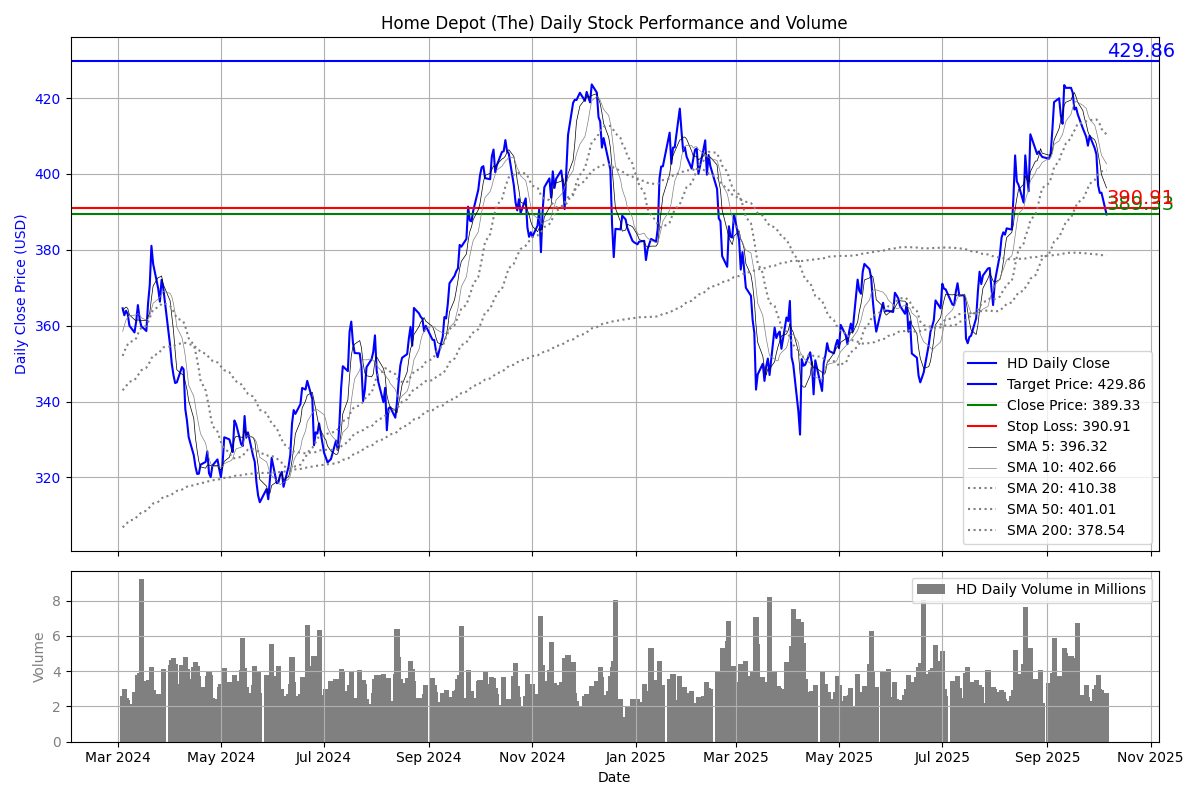 Home Depot (The) Daily Stock Performance and Volume
429.86
420
400
390.91
389.33
380
360
340
320
Daily Close Price (USD)
HD Daily Close
Target Price: 429.86
Close Price: 389.33
Stop Loss: 390.91
SMA 5: 396.32
SMA 10: 402.66
SMA 20: 410.38
SMA 50: 401.01
SMA 200: 378.54
HD Daily Volume in Millions
8
6
4
2
0
Volume
Mar 2024 May 2024 Jul 2024 Sep 2024 Nov 2024 Jan 2025 Mar 2025 May 2025 Jul 2025 Sep 2025 Nov 2025
Date